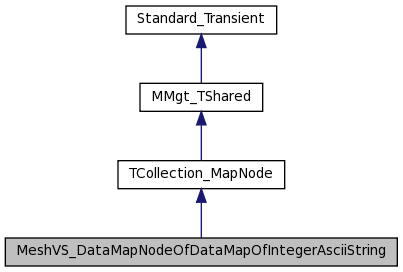 Standard_Transient
MMgt_TShared
TCollection_MapNode
MeshVS_DataMapNodeOfDataMapOfIntegerAsciiString